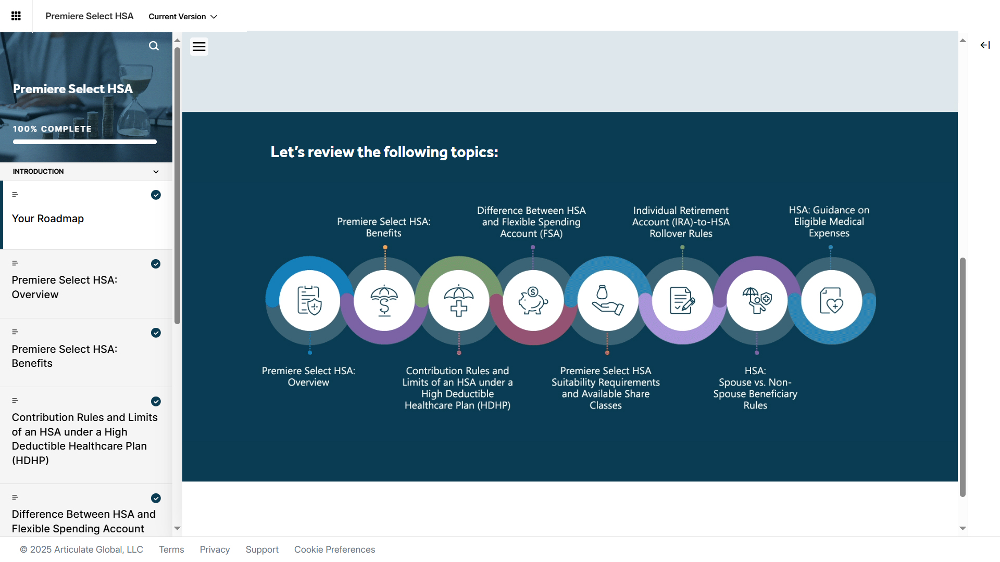 Premiere Select HSA
Current Version
Premiere Select HSA
100% COMPLETE
INTRODUCTION
Your Roadmap
Premiere Select HSA:
Overview
Premiere Select HSA:
Benefits
Contribution Rules and Limits
of an HSA under a High
Deductible Healthcare Plan
(HDHP)
Difference Between HSA and
Flexible Spending Account
Let's review the following topics:
Premiere Select HSA:
Benefits
Difference Between HSA
and Flexible Spending
Account (FSA)
Individual Retirement
Account (IRA)-to-HSA
Rollover Rules
HSA: Guidance on
Eligible Medical
Expenses
Premiere Select HSA:
Overview
Contribution Rules and
Limits of an HSA under a
High Deductible
Healthcare Plan (HDHP)
Premiere Select HSA
Suitability Requirements
and Available Share
Classes
HSA:
Spouse vs. Non-
Spouse Beneficiary
Rules
© 2025 Articulate Global, LLC
Terms
Privacy
Support
Cookie Preferences